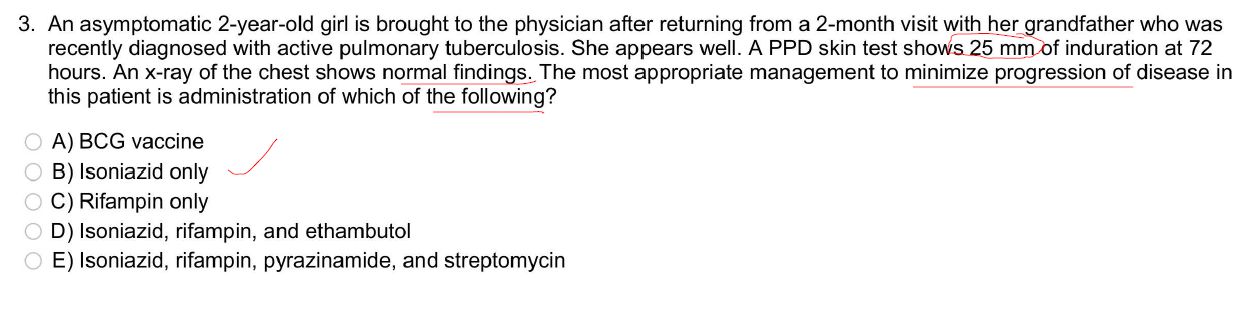 3. An asymptomatic 2-year-old girl is brought to the physician after returning from a 2-month visit with her grandfather who was
recently diagnosed with active pulmonary tuberculosis. She appears well. A PPD skin test shows 25 mm of induration at 72
hours. An x-ray of the chest shows normal findings. The most appropriate management to minimize progression of disease in
this patient is administration of which of the following?
A) BCG vaccine
B) Isoniazid only
C) Rifampin only
D) Isoniazid, rifampin, and ethambutol
E) Isoniazid, rifampin, pyrazinamide, and streptomycin